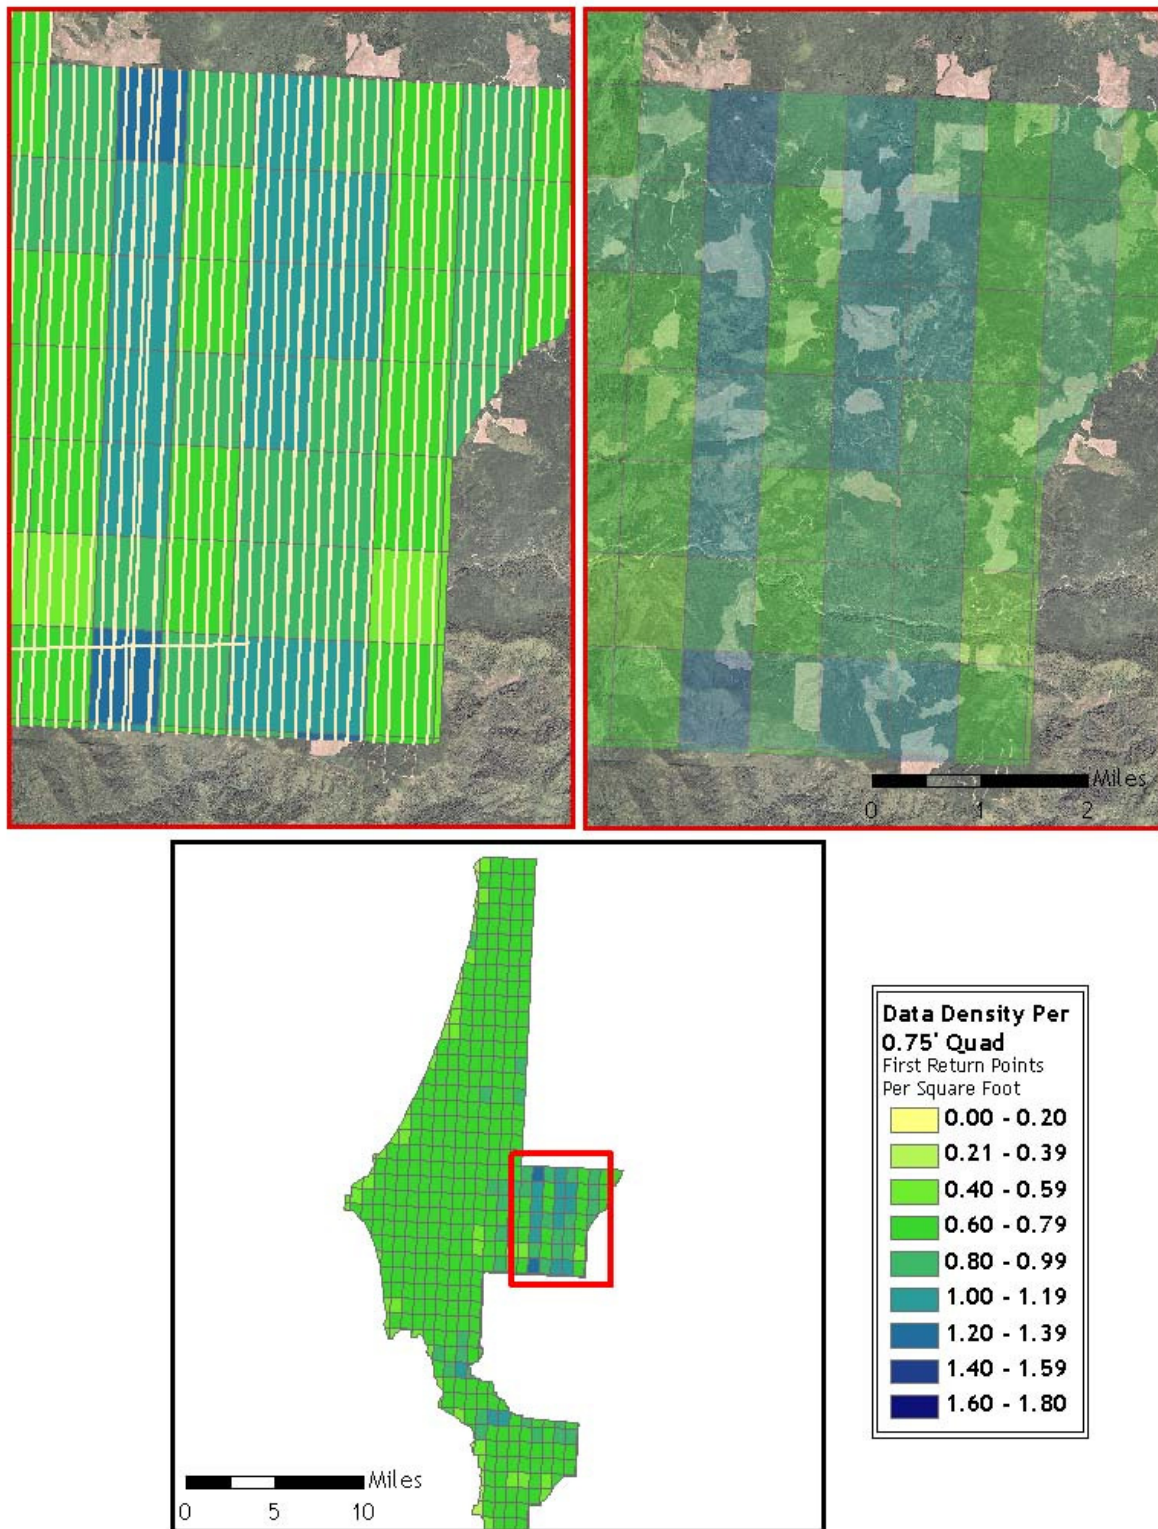 Miles
0 1 2
Data Density Per
0.75' Quad
First Return Points
Per Square Foot
0.00 - 0.20
0.21 - 0.39
0.40 - 0.59
0.60 - 0.79
0.80 - 0.99
1.00 - 1.19
1.20 - 1.39
1.40 - 1.59
1.60 - 1.80
Miles
0 5 10